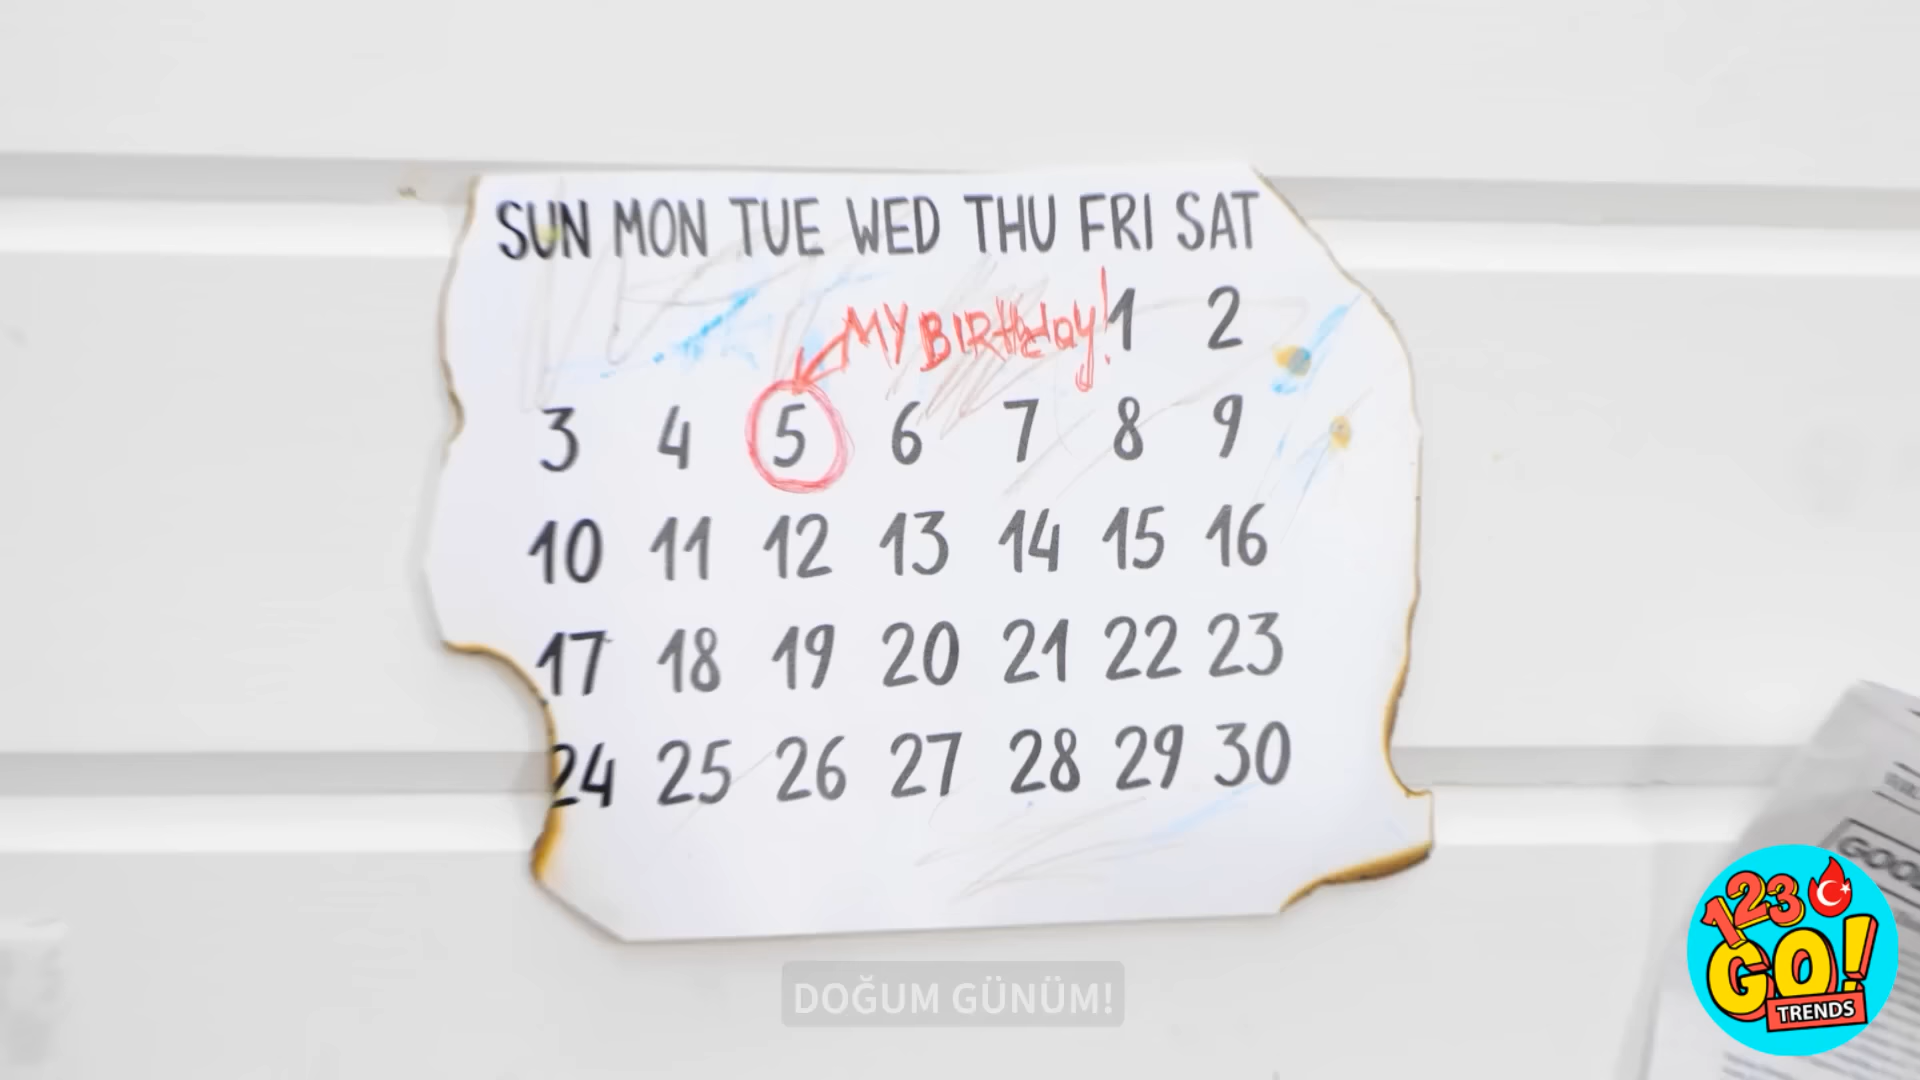 SUN MON TUE WED THU FRI SAT
MY BIRthday! 1 2
3 4 5 6 7 8 9
10 11 12 13 14 15 16
17 18 19 20 21 22 23
24 25 26 27 28 29 30
DOĞUM GÜNÜM!
123
GO!
TRENDS